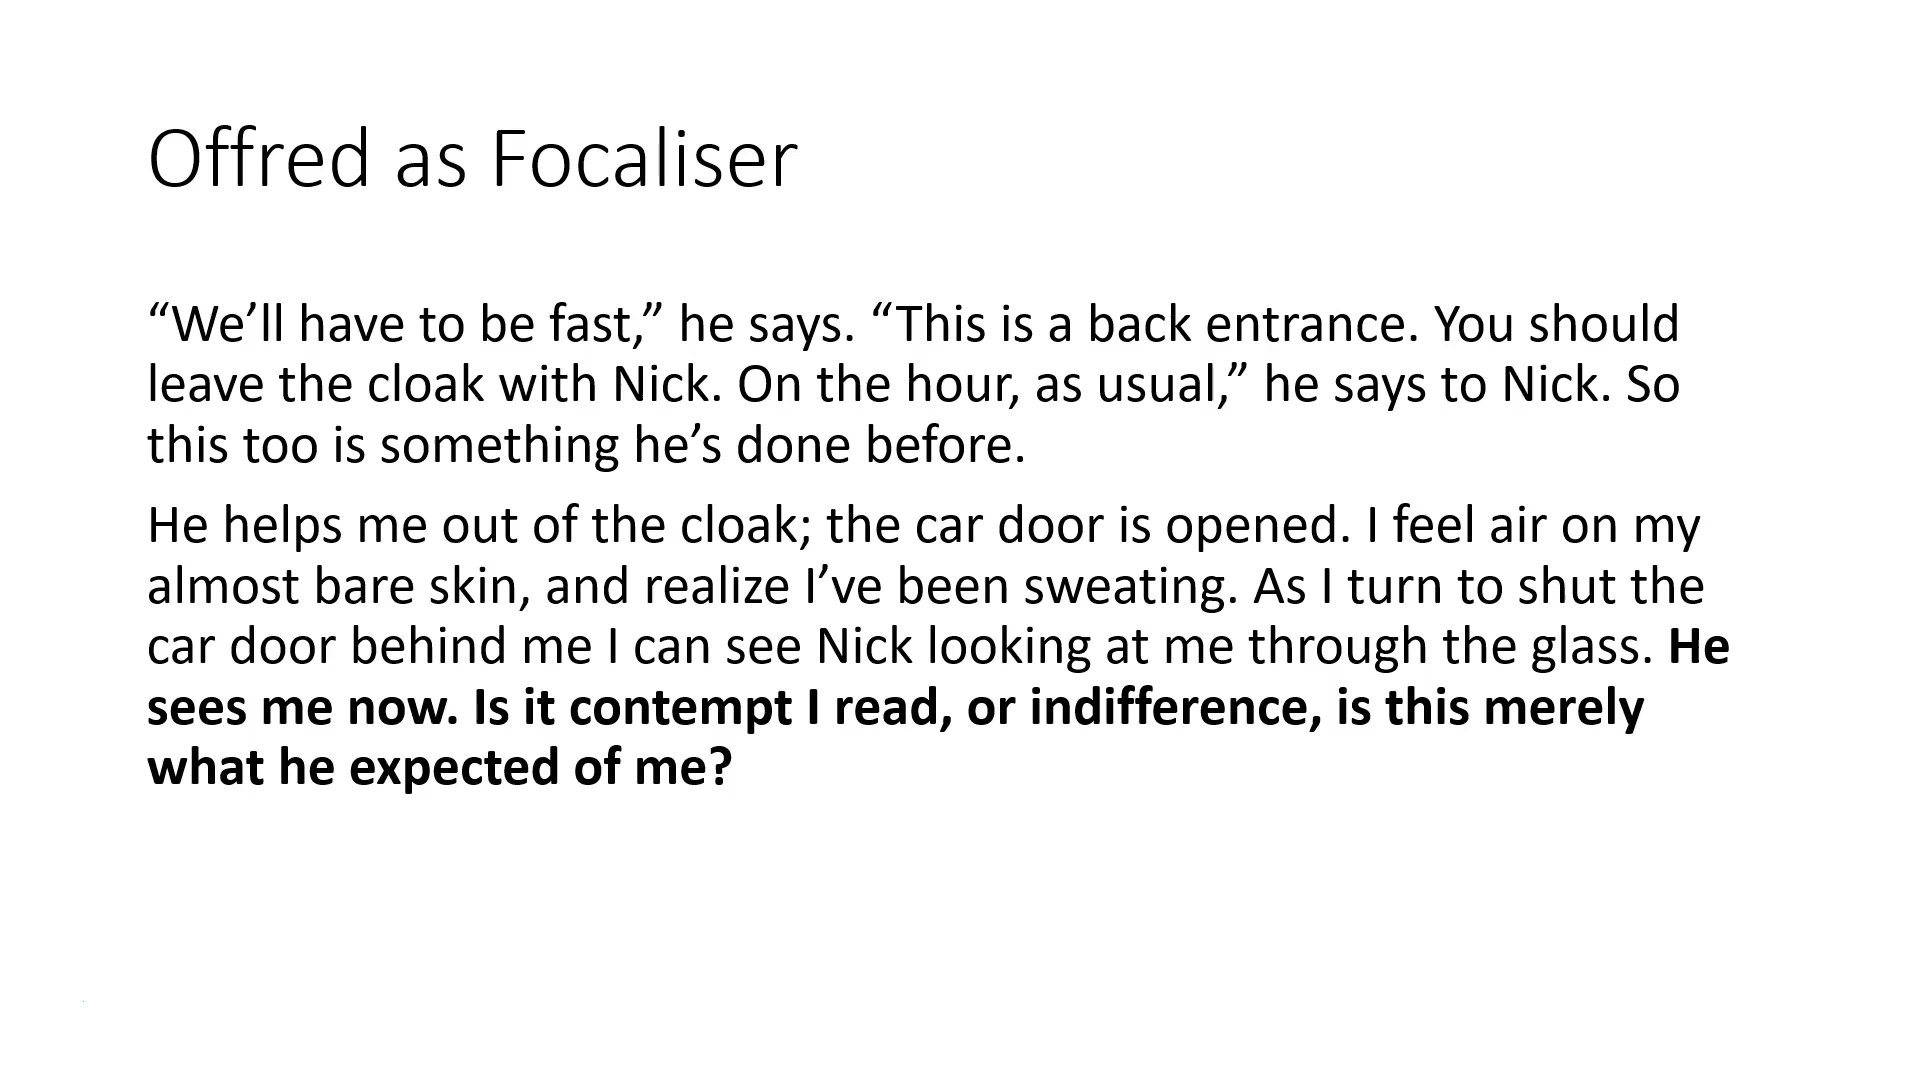 Offred as Focaliser
“We’ll have to be fast,” he says. “This is a back entrance. You should
leave the cloak with Nick. On the hour, as usual,” he says to Nick. So
this too is something he’s done before.
He helps me out of the cloak; the car door is opened. I feel air on my
almost bare skin, and realize I’ve been sweating. As I turn to shut the
car door behind me I can see Nick looking at me through the glass. He
sees me now. Is it contempt I read, or indifference, is this merely
what he expected of me?